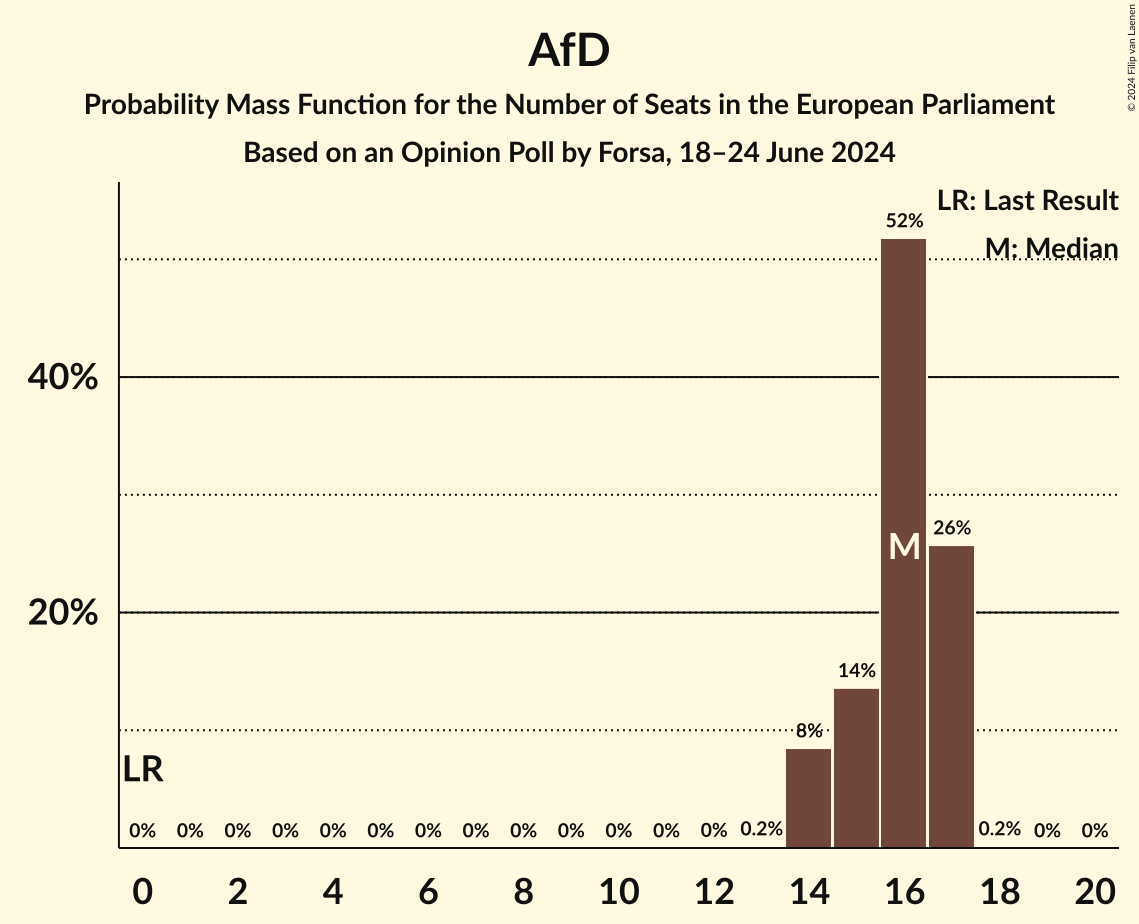 AfD
Probability Mass Function for the Number of Seats in the European Parliament
Based on an Opinion Poll by Forsa, 18–24 June 2024
© 2024 Filip van Laenen
LR: Last Result
M: Median
52%
40%
26%
M
20%
14%
8%
LR
0% 0% 0% 0% 0% 0% 0% 0% 0% 0% 0% 0% 0% 0.2% 0.2% 0% 0%
0 2 4 6 8 10 12 14 16 18 20